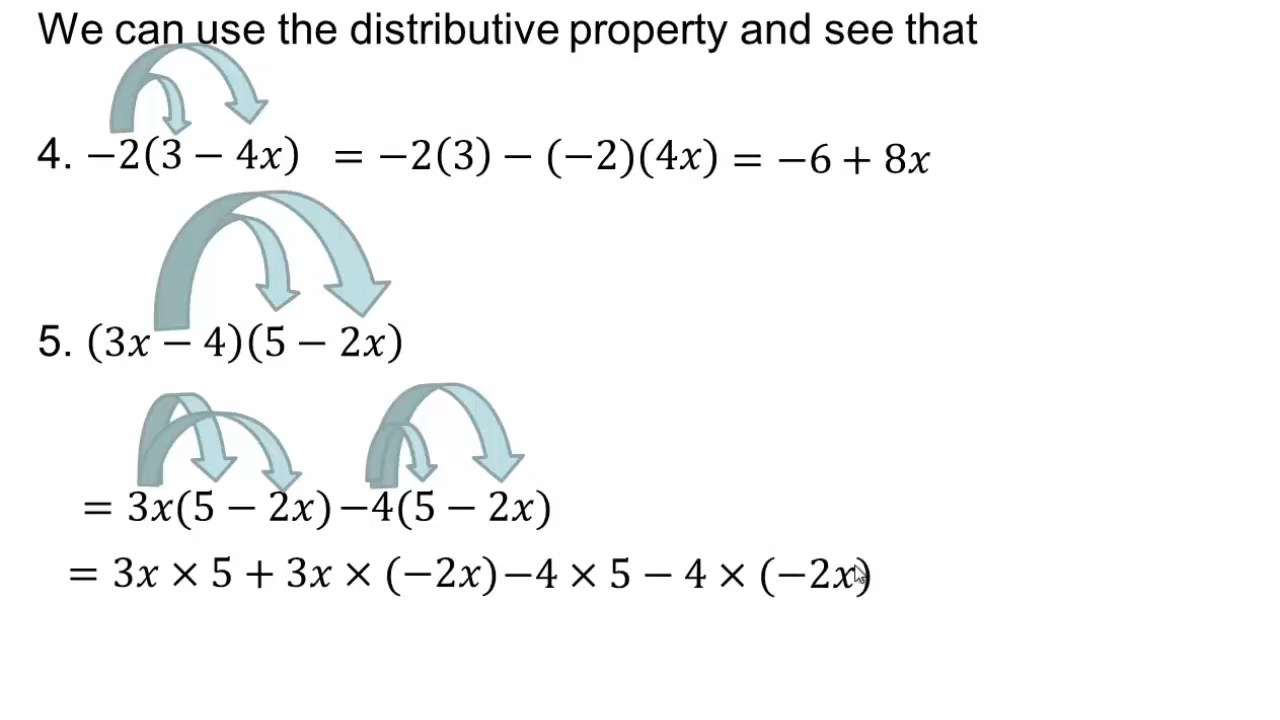 We can use the distributive property and see that
4. −2(3 − 4x) = −2(3) − (−2)(4x) = −6 + 8x
5. (3x − 4)(5 − 2x)
= 3x(5 − 2x)−4(5 − 2x)
= 3x × 5 + 3x × (−2x)−4 × 5 − 4 × (−2x)